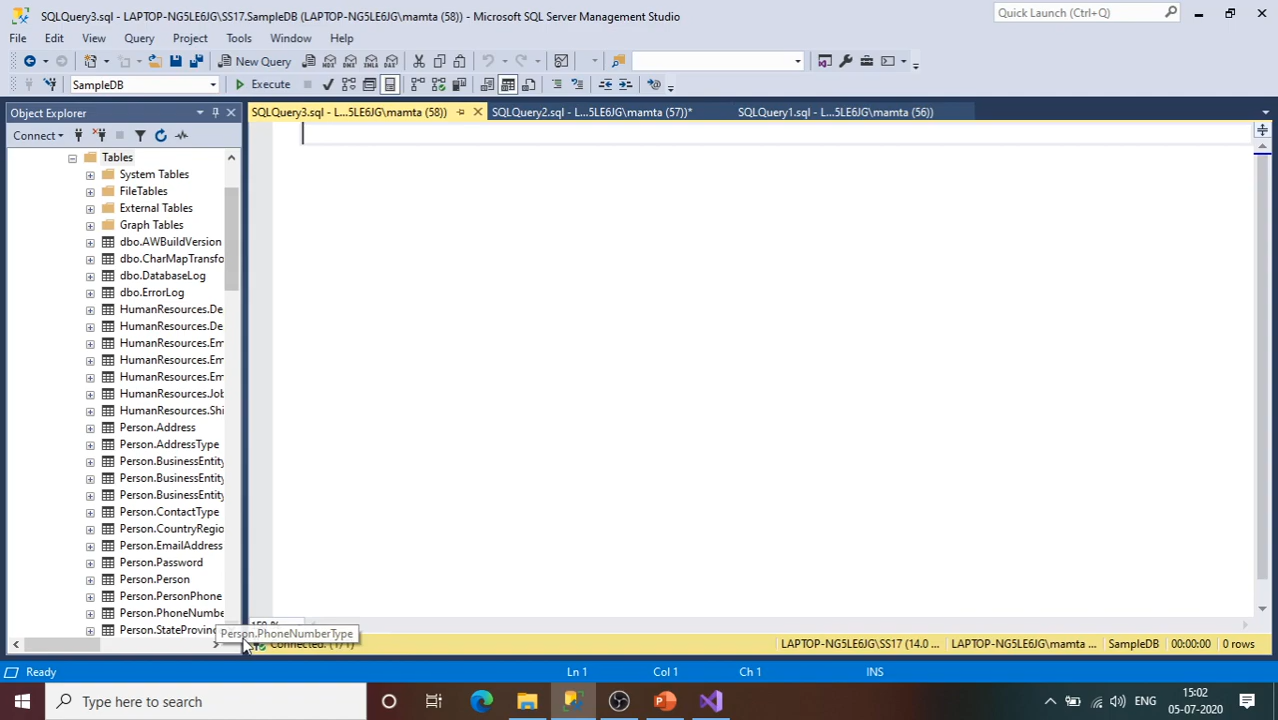 SQLQuery3.sql - LAPTOP-NG5LE6JG\SS17.SampleDB (LAPTOP-NG5LE6JG\mamta (58)) - Microsoft SQL Server Management Studio
Quick Launch (Ctrl+Q)
File Edit View Query Project Tools Window Help
New Query
SampleDB
Execute
Object Explorer
SQLQuery3.sql - L...5LE6JG\mamta (58))
SQLQuery2.sql - L...5LE6JG\mamta (57))*
SQLQuery1.sql - L...5LE6JG\mamta (56))
Connect
Tables
System Tables
FileTables
External Tables
Graph Tables
dbo.AWBuildVersion
dbo.CharMapTransfo
dbo.DatabaseLog
dbo.ErrorLog
HumanResources.De
HumanResources.De
HumanResources.Em
HumanResources.Em
HumanResources.Em
HumanResources.Job
HumanResources.Shi
Person.Address
Person.AddressType
Person.BusinessEntity
Person.BusinessEntity
Person.BusinessEntity
Person.ContactType
Person.CountryRegio
Person.EmailAddress
Person.Password
Person.Person
Person.PersonPhone
Person.PhoneNumbe
Person.StateProvinc
Person.PhoneNumberType
Connected. (1/1)
LAPTOP-NG5LE6JG\SS17 (14.0 ...
LAPTOP-NG5LE6JG\mamta ...
SampleDB
00:00:00
0 rows
Ready
Ln 1
Col 1
Ch 1
INS
Type here to search
ENG
15:02
05-07-2020